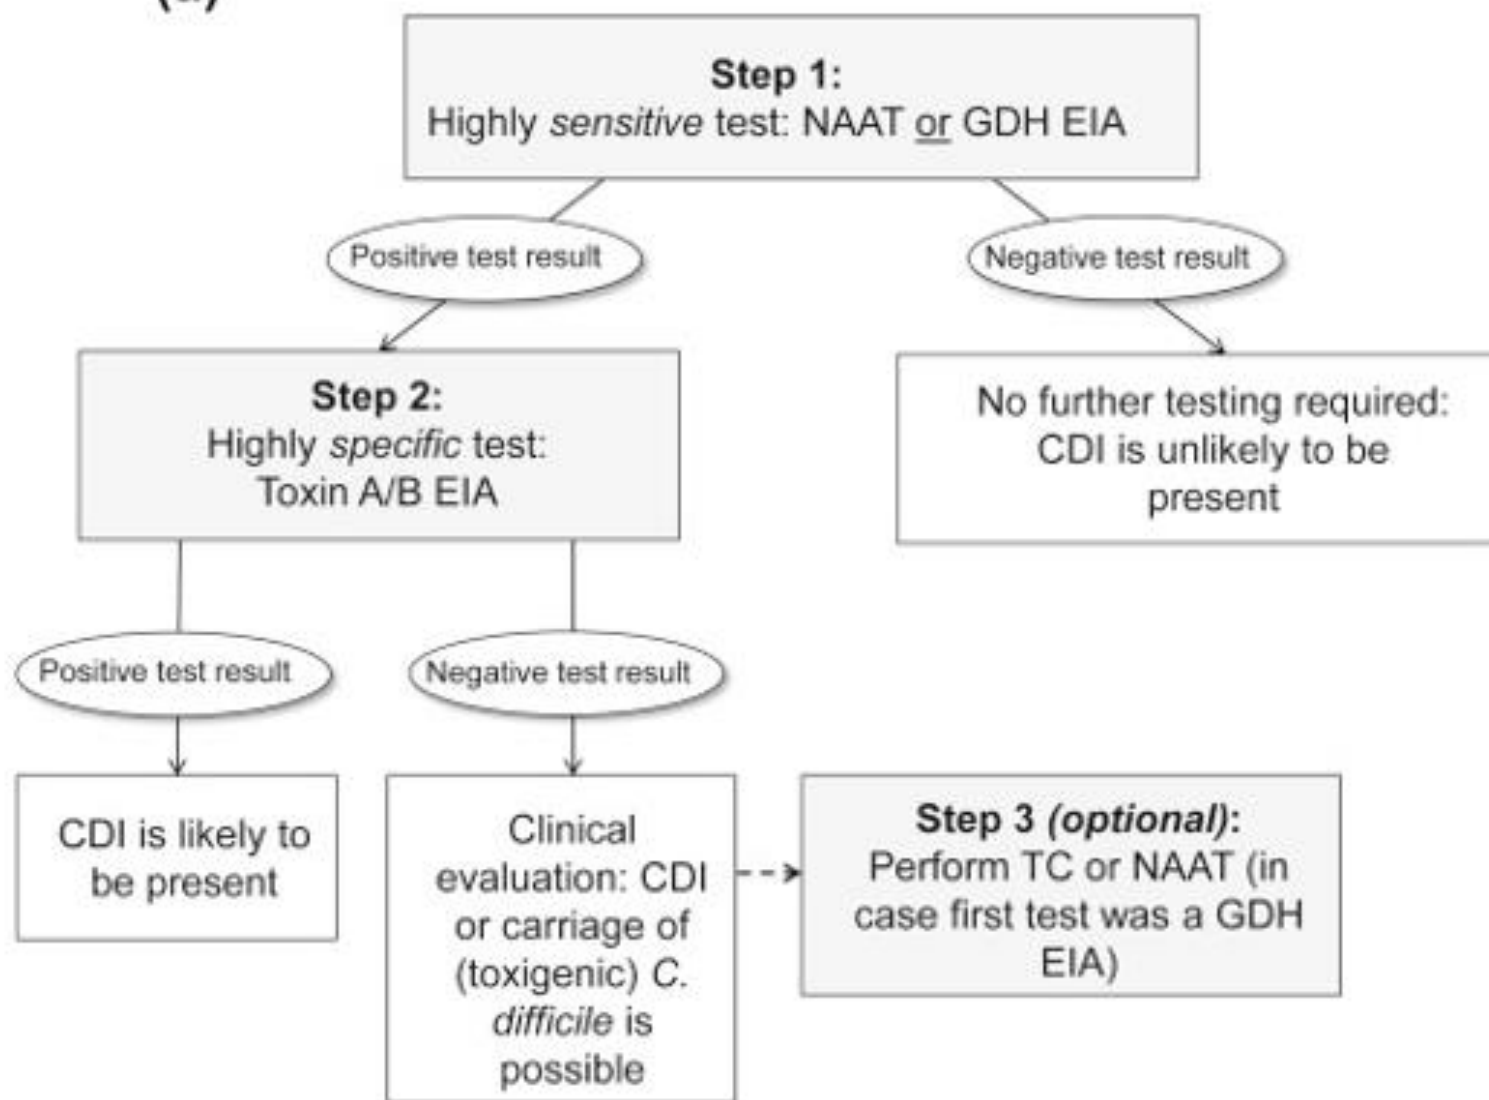 Step 1:
Highly sensitive test: NAAT or GDH EIA
Positive test result
Negative test result
Step 2:
Highly specific test:
Toxin A/B EIA
No further testing required:
CDI is unlikely to be
present
Positive test result
Negative test result
CDI is likely to
be present
Clinical
evaluation: CDI
or carriage of
(toxigenic) C.
difficile is
possible
Step 3 (optional):
Perform TC or NAAT (in
case first test was a GDH
EIA)